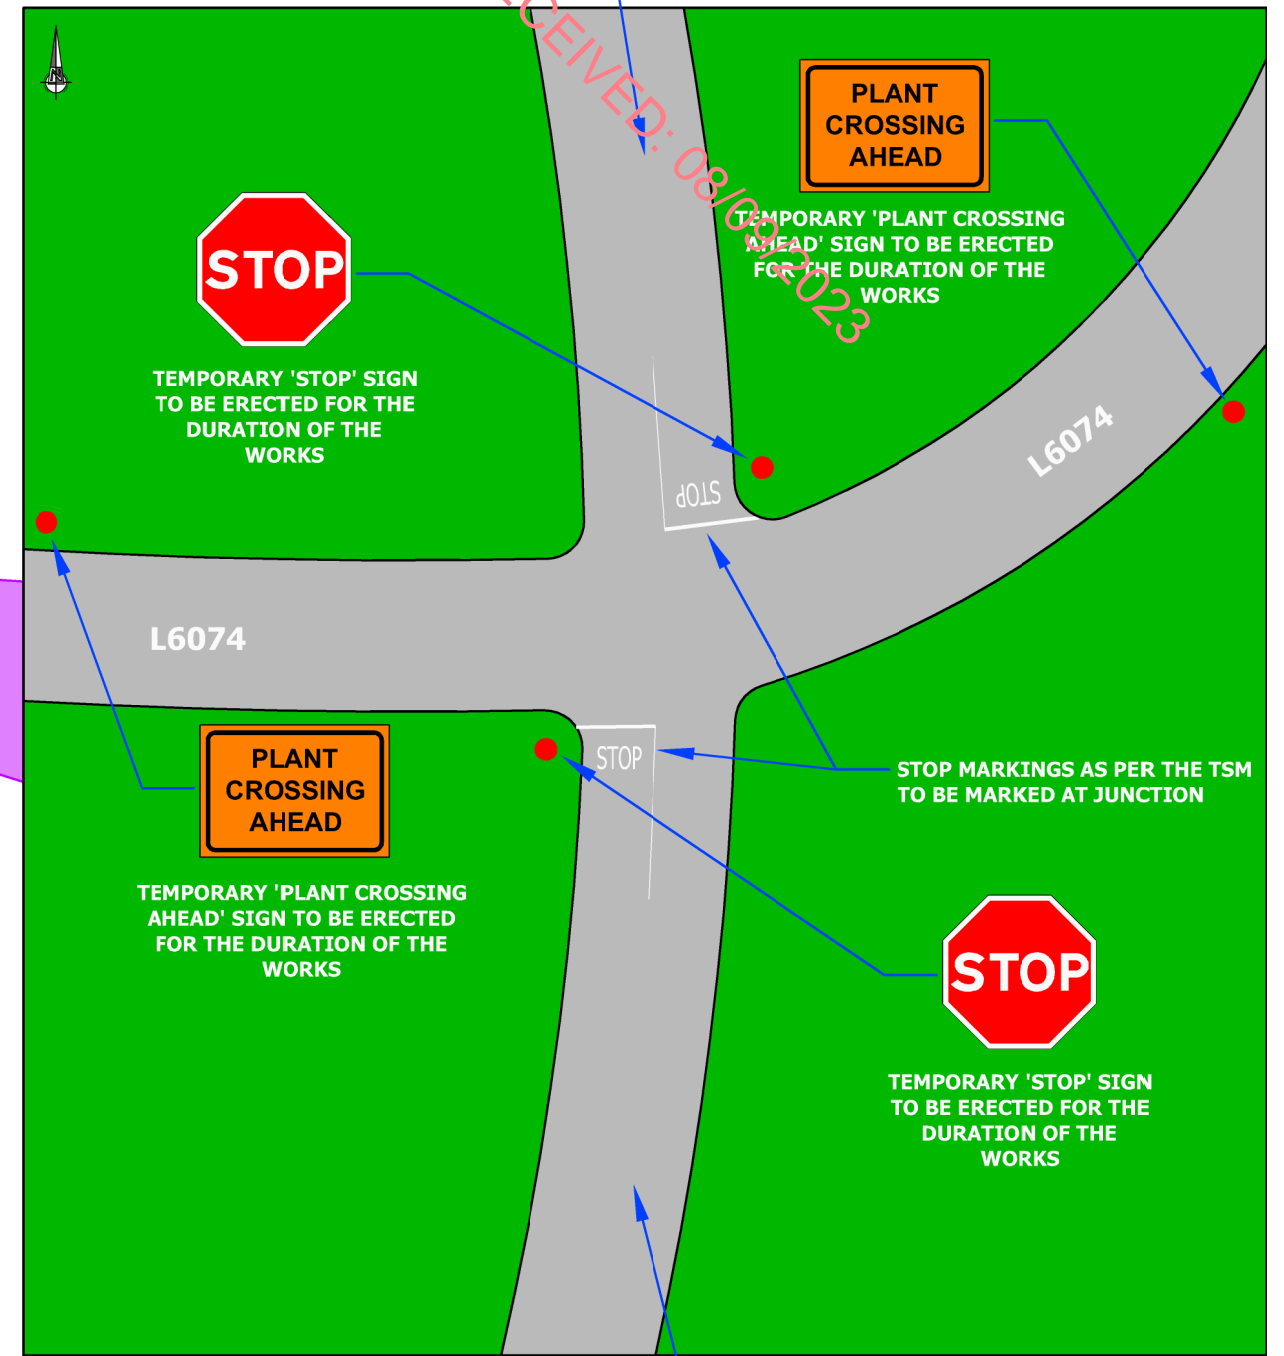 N
CEIVED: 08/09/2023
PLANT
CROSSING
AHEAD
TEMPORARY 'PLANT CROSSING
AHEAD' SIGN TO BE ERECTED
FOR THE DURATION OF THE
WORKS
STOP
TEMPORARY 'STOP' SIGN
TO BE ERECTED FOR THE
DURATION OF THE
WORKS
L6074
STOP
L6074
STOP
PLANT
CROSSING
AHEAD
TEMPORARY 'PLANT CROSSING
AHEAD' SIGN TO BE ERECTED
FOR THE DURATION OF THE
WORKS
STOP MARKINGS AS PER THE TSM
TO BE MARKED AT JUNCTION
STOP
TEMPORARY 'STOP' SIGN
TO BE ERECTED FOR THE
DURATION OF THE
WORKS